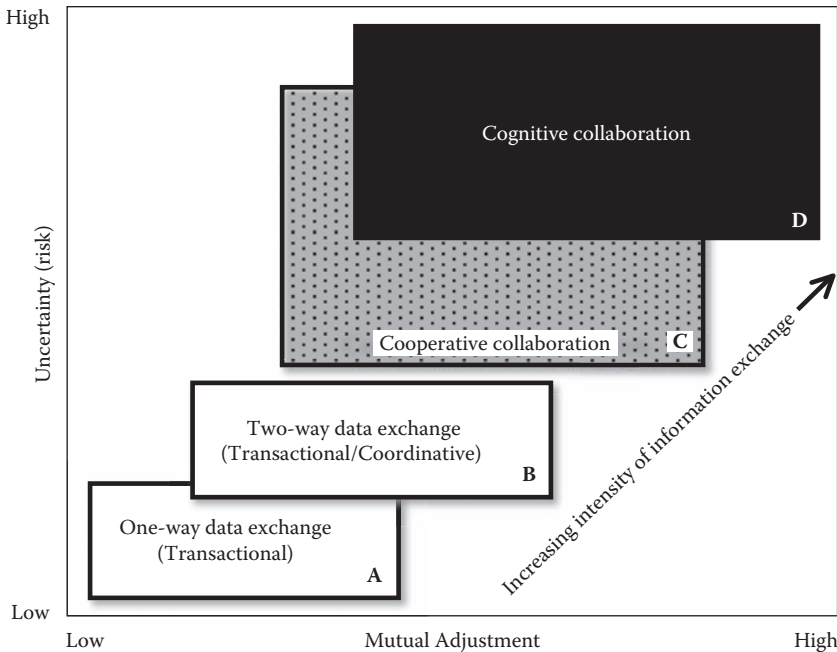 High
Cognitive collaboration
D
Uncertainty (risk)
Cooperative collaboration
C
Increasing intensity of information exchange
Two-way data exchange
(Transactional/Coordinative)
B
One-way data exchange
(Transactional)
A
Low
Low
Mutual Adjustment
High